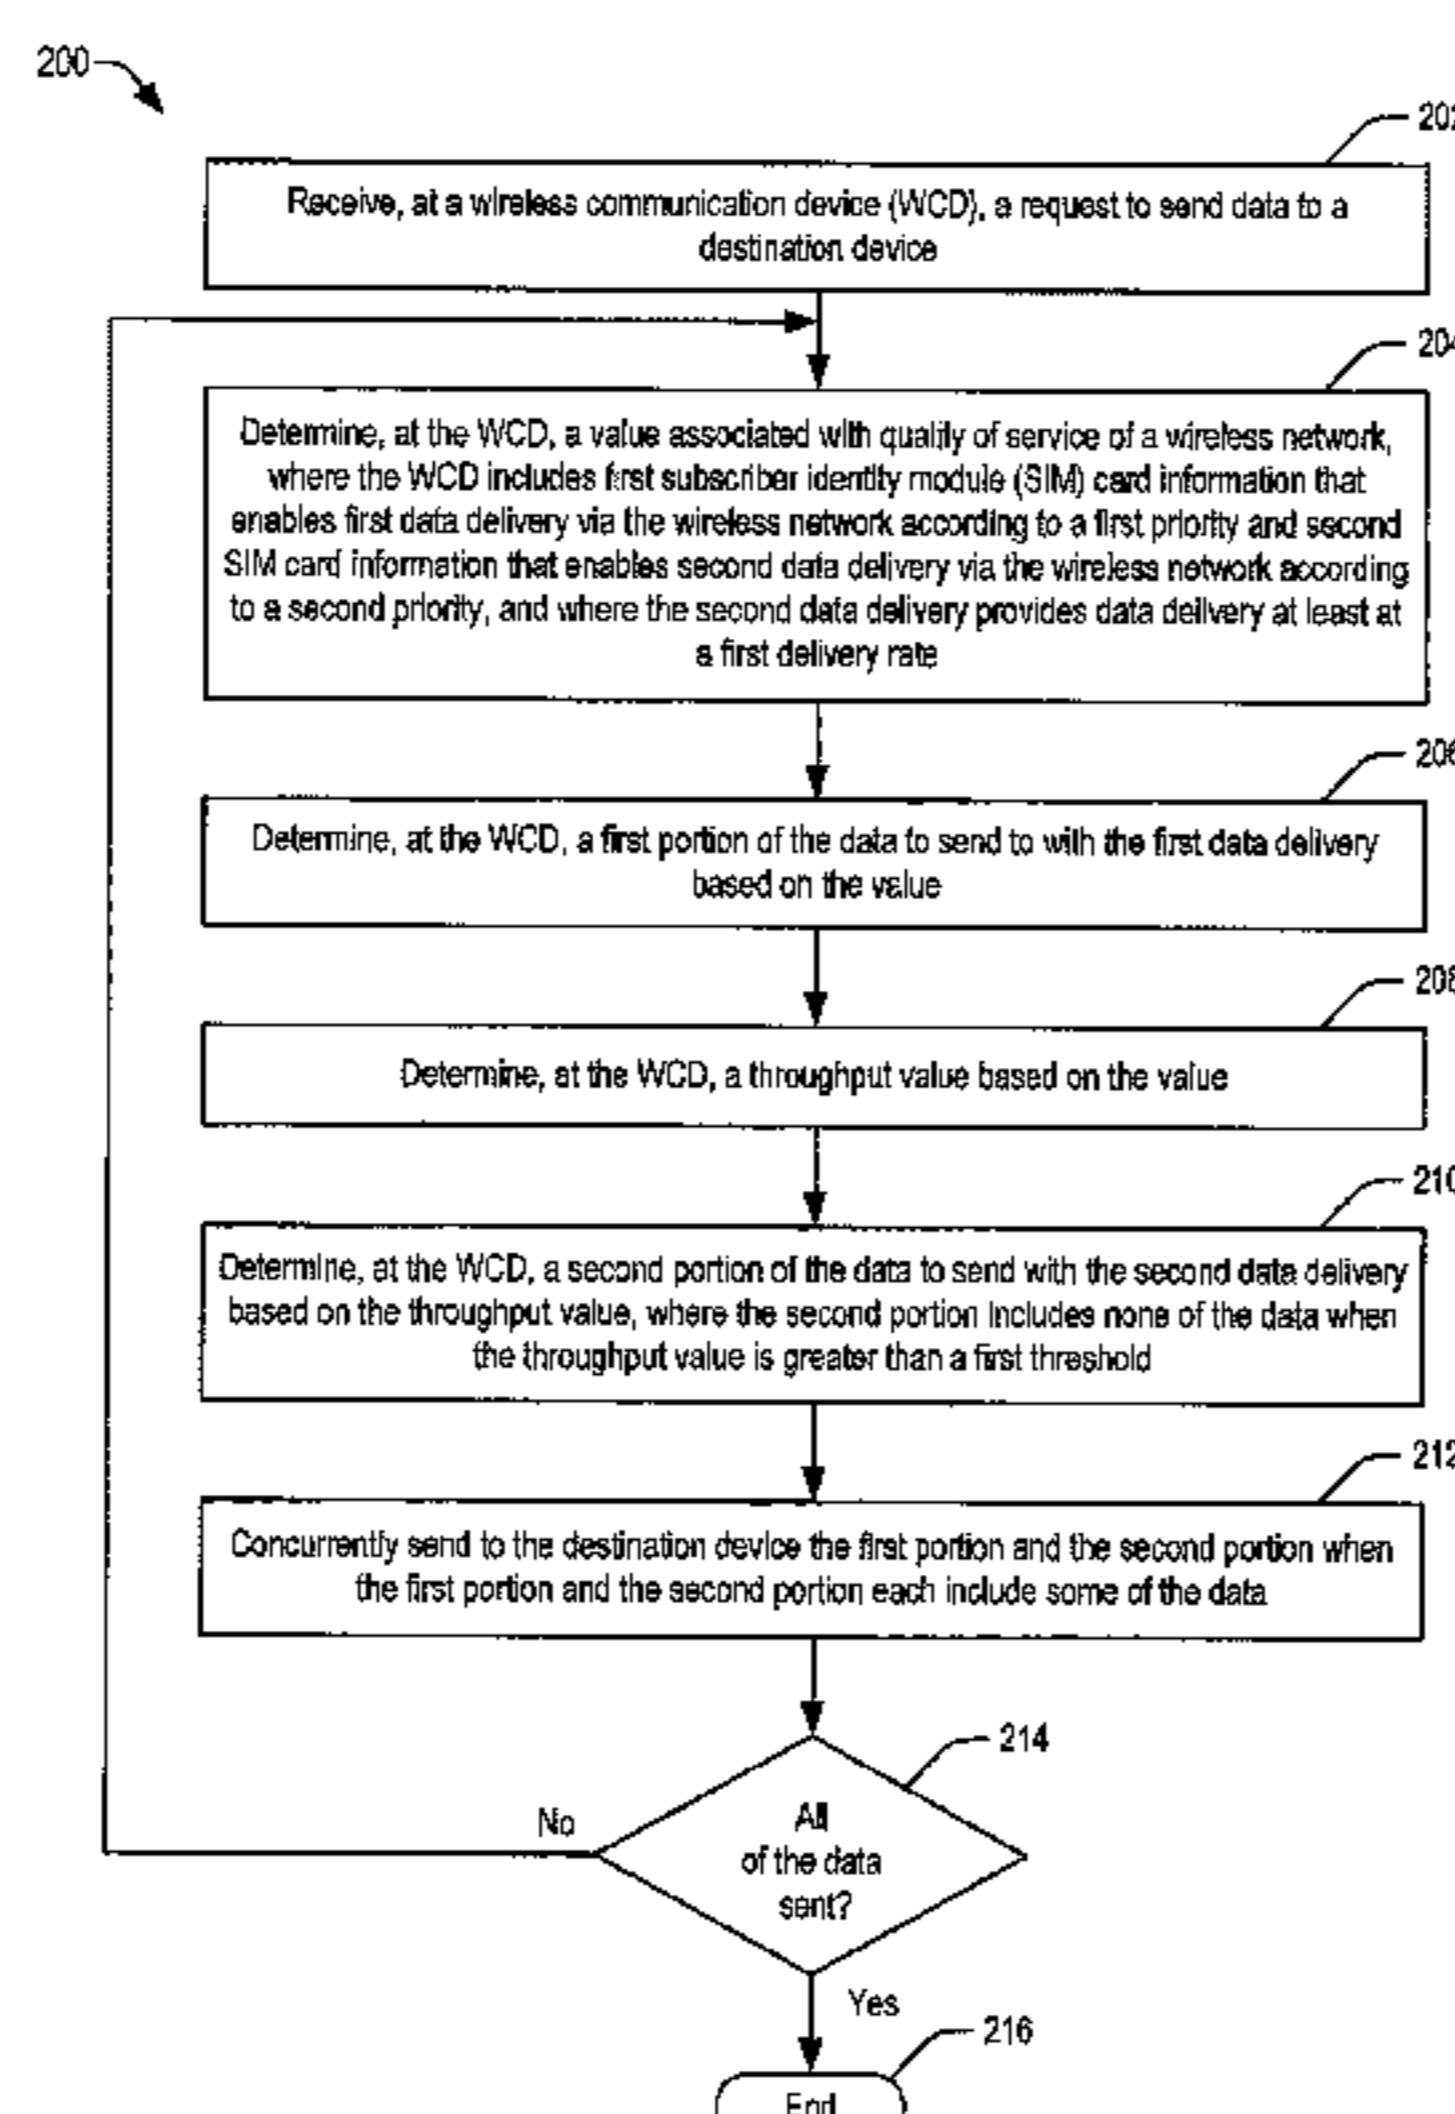 200
202
Receive, at a wireless communication device (WCD), a request to send data to a
destination device
204
Determine, at the WCD, a value associated with quality of service of a wireless network,
where the WCD includes first subscriber identity module (SIM) card information that
enables first data delivery via the wireless network according to a first priority and second
SIM card information that enables second data delivery via the wireless network according
to a second priority, and where the second data delivery provides data delivery at least at
a first delivery rate
206
Determine, at the WCD, a first portion of the data to send to with the first data delivery
based on the value
208
Determine, at the WCD, a throughput value based on the value
210
Determine, at the WCD, a second portion of the data to send with the second data delivery
based on the throughput value, where the second portion includes none of the data when
the throughput value is greater than a first threshold
212
Concurrently send to the destination device the first portion and the second portion when
the first portion and the second portion each include some of the data
214
No
All
of the data
sent?
Yes
216
End